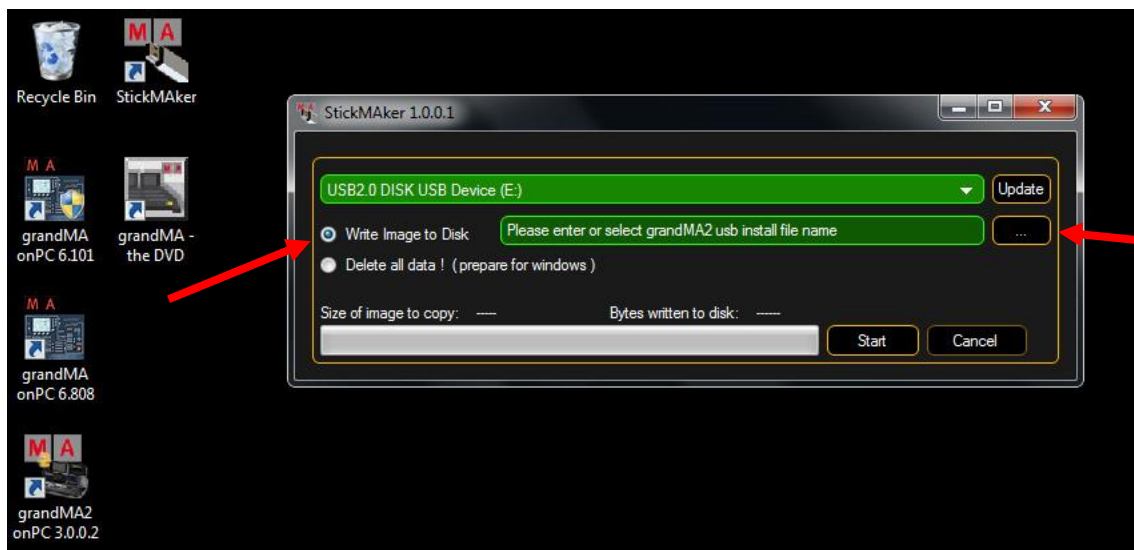 M A
Recycle Bin
StickMAker
M A
grandMA
onPC 6.101
grandMA -
the DVD
M A
grandMA
onPC 6.808
M A
grandMA2
onPC 3.0.0.2
StickMAker 1.0.0.1
USB2.0 DISK USB Device (E:)
Update
Write Image to Disk
Please enter or select grandMA2 usb install file name
...
Delete all data ! ( prepare for windows )
Size of image to copy: ----
Bytes written to disk: -----
Start
Cancel